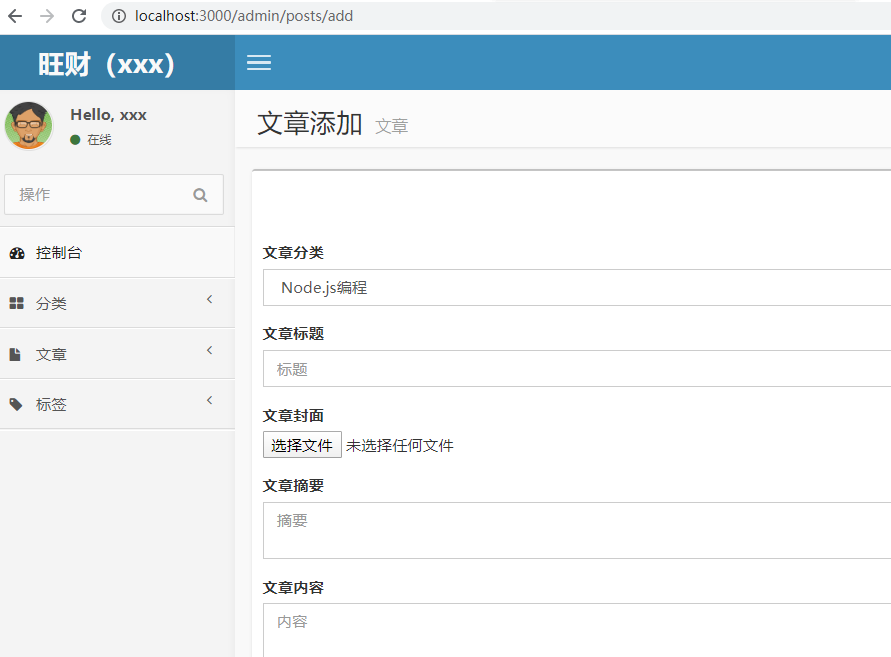 localhost:3000/admin/posts/add
旺财（xxx）
Hello, xxx
在线
操作
控制台
分类
文章
标签
文章添加 文章
文章分类
Node.js编程
文章标题
标题
文章封面
选择文件 未选择任何文件
文章摘要
摘要
文章内容
内容